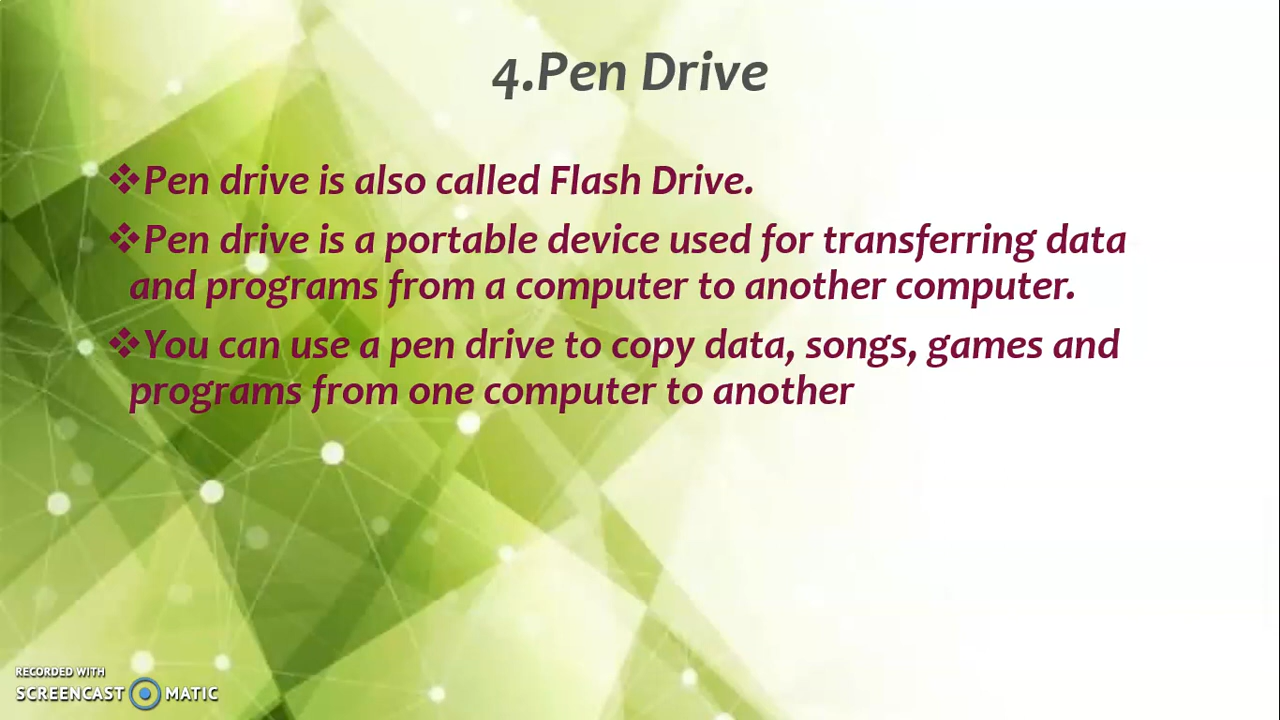 4.Pen Drive
❖Pen drive is also called Flash Drive.
❖Pen drive is a portable device used for transferring data
and programs from a computer to another computer.
❖You can use a pen drive to copy data, songs, games and
programs from one computer to another
RECORDED WITH
SCREENCAST MATIC